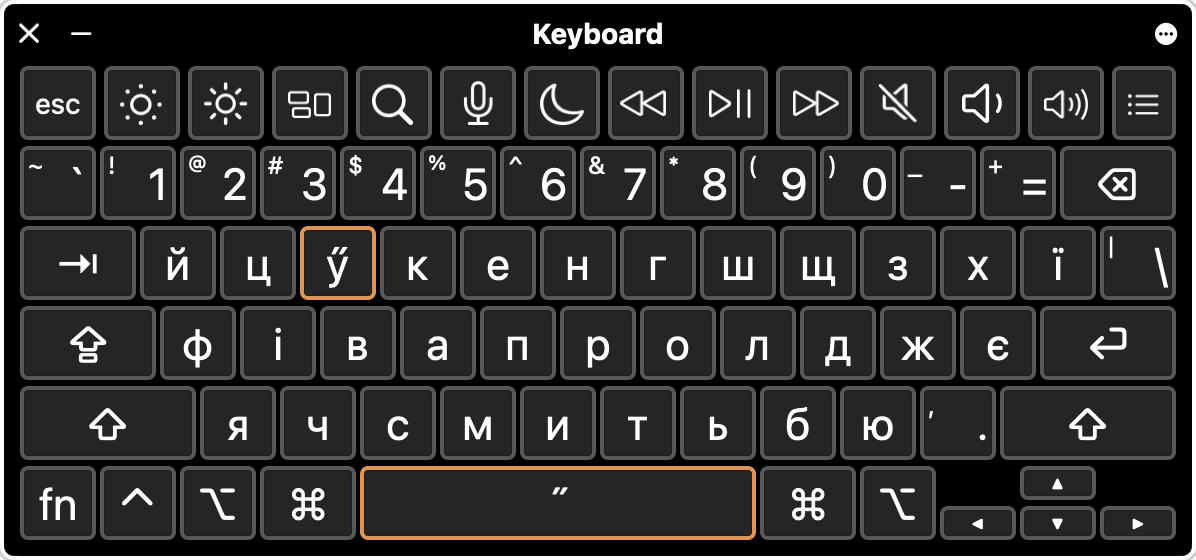 Keyboard
esc
~ ` ! 1 @ 2 # 3 $ 4 % 5 ^ 6 & 7 * 8 ( 9 ) 0 _ - + =
й ц ӳ к е н г ш щ з х ї | \
ф і в а п р о л д ж є
я ч с м и т ь б ю ʼ .
fn ^ ⌥ ⌘ ˝ ⌘ ⌥